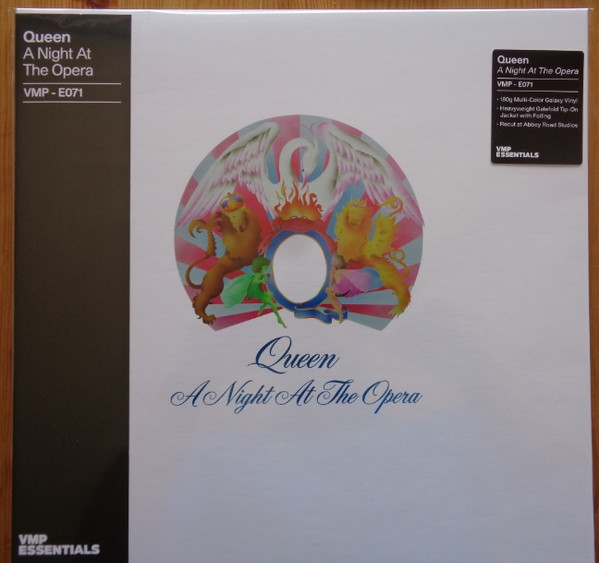 Queen
A Night At
The Opera
VMP - E071
Queen
A Night At The Opera
VMP - E071
• 180g Multi-Color Galaxy Vinyl
• Heavyweight Gatefold Tip-On
Jacket with Foiling
• Recut at Abbey Road Studios
VMP
ESSENTIALS
Queen
A Night At The Opera
VMP
ESSENTIALS